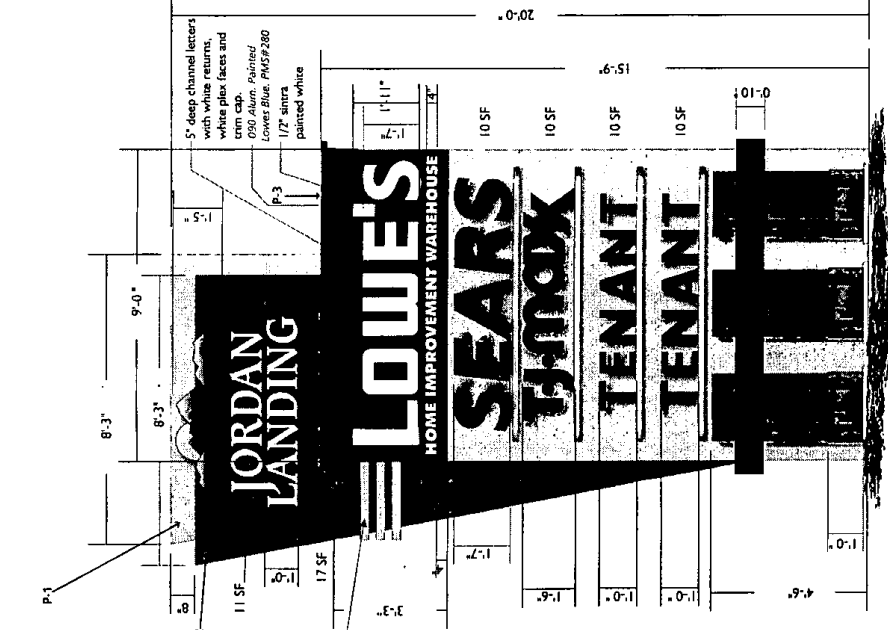 20'-0"
15'-9"
5" deep channel letters
with white returns,
white plex faces and
trim cap.
090 Alum. Painted
Lowes Blue. PMS#280
1/2" sintra
painted white
P-3
1'-11"
1'-7"
4"
10 SF
10 SF
10 SF
10 SF
0'-10"
1'-5"
9'-0"
8'-3"
8'-3"
P-1
JORDAN
LANDING
LOWE'S
HOME IMPROVEMENT WAREHOUSE
SEARS
T.J.maxx
TENANT
TENANT
8"
11 SF
1'-0"
17 SF
3'-3"
1'-7"
1'-6"
1'-0"
1'-0"
4'-6"
1'-0"